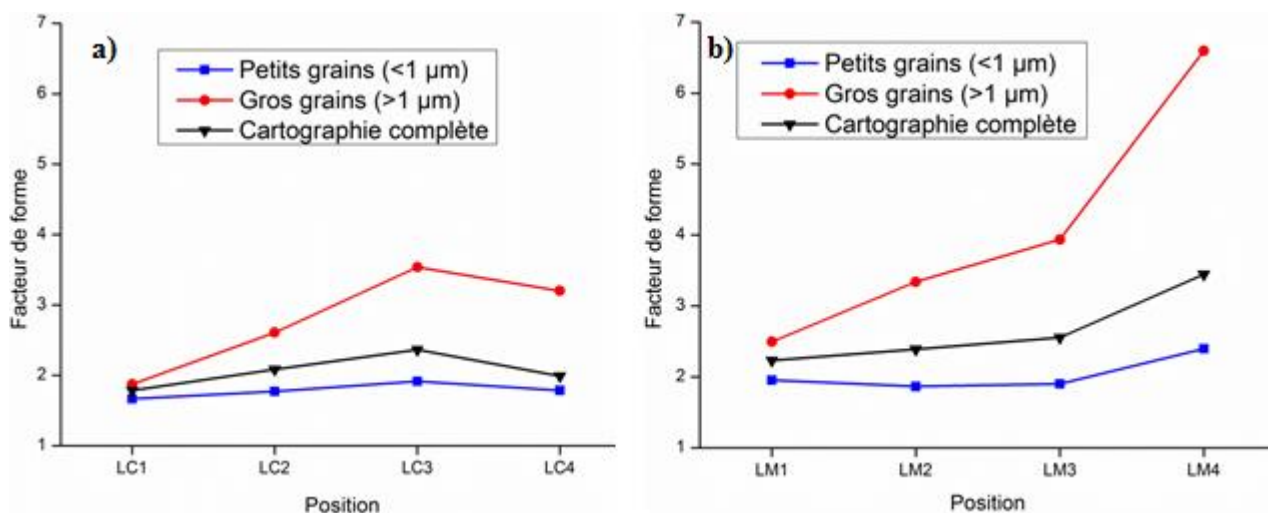 a)
Petits grains (<1 µm)
Gros grains (>1 µm)
Cartographie complète
Facteur de forme
7
6
5
4
3
2
1
LC1 LC2 LC3 LC4
Position
b)
Petits grains (<1 µm)
Gros grains (>1 µm)
Cartographie complète
Facteur de forme
7
6
5
4
3
2
1
LM1 LM2 LM3 LM4
Position